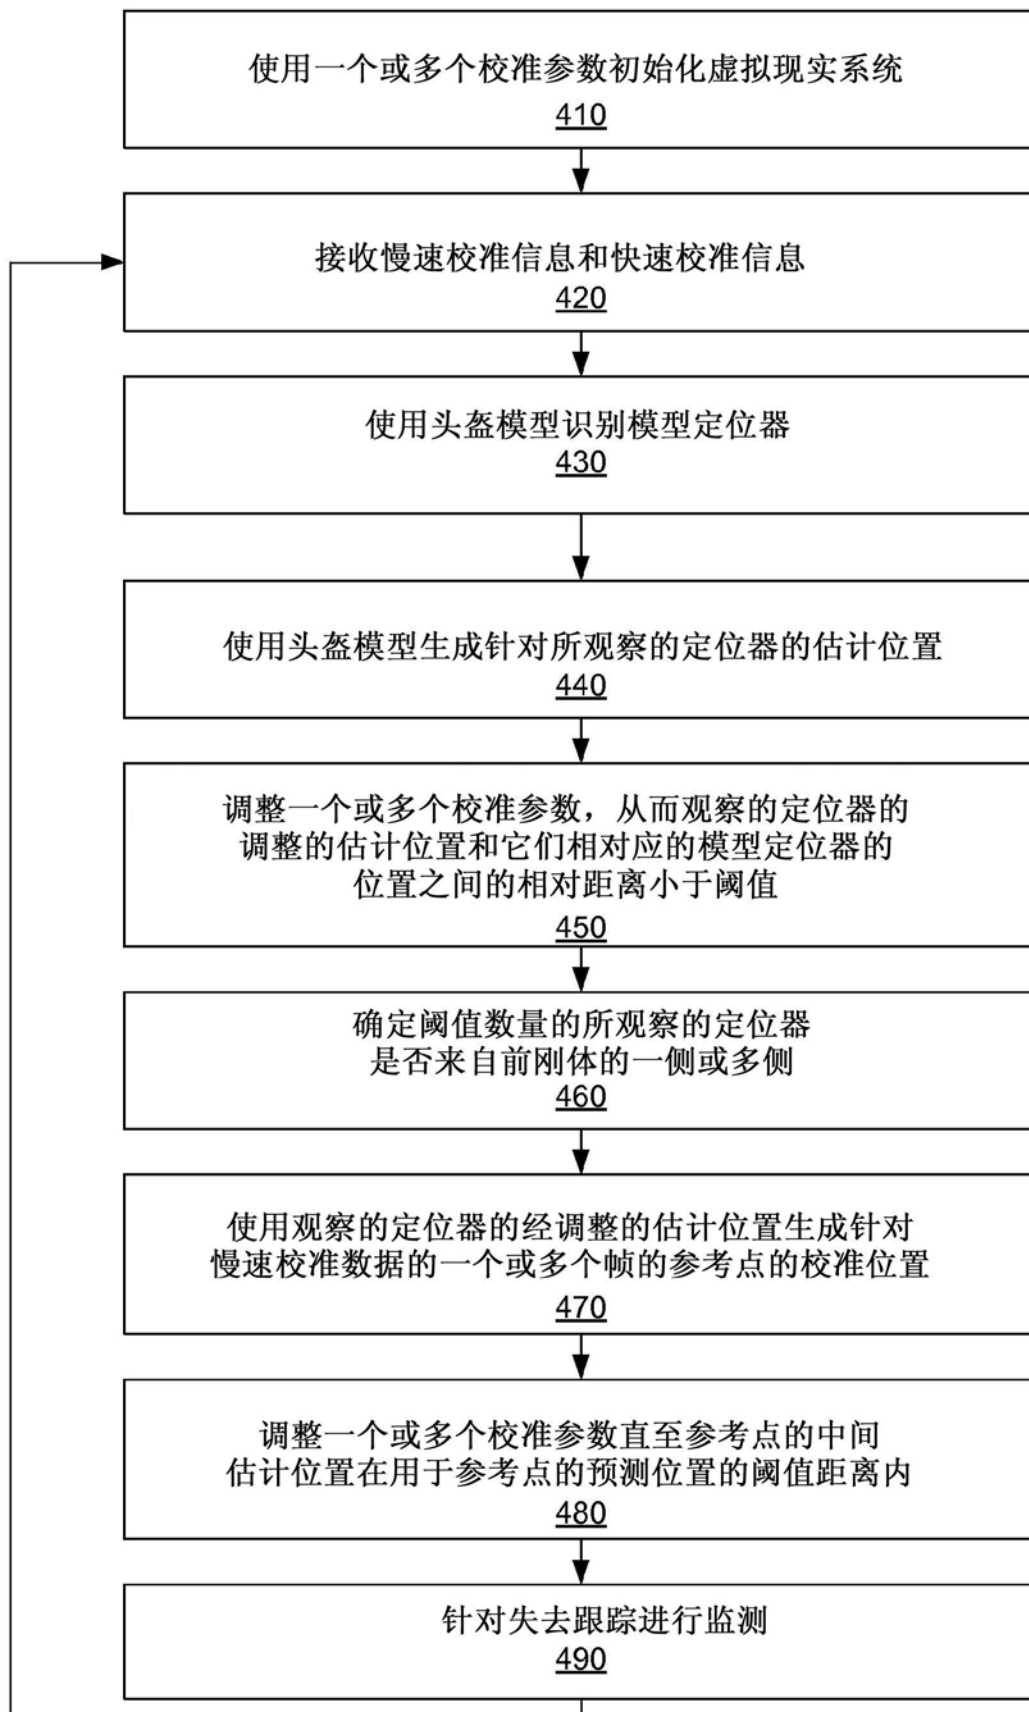 使用一个或多个校准参数初始化虚拟现实系统
410
接收慢速校准信息和快速校准信息
420
使用头盔模型识别模型定位器
430
使用头盔模型生成针对所观察的定位器的估计位置
440
调整一个或多个校准参数，从而观察的定位器的
调整的估计位置和它们相对应的模型定位器的
位置之间的相对距离小于阈值
450
确定阈值数量的所观察的定位器
是否来自前刚体的一侧或多侧
460
使用观察的定位器的经调整的估计位置生成针对
慢速校准数据的一个或多个帧的参考点的校准位置
470
调整一个或多个校准参数直至参考点的中间
估计位置在用于参考点的预测位置的阈值距离内
480
针对失去跟踪进行监测
490